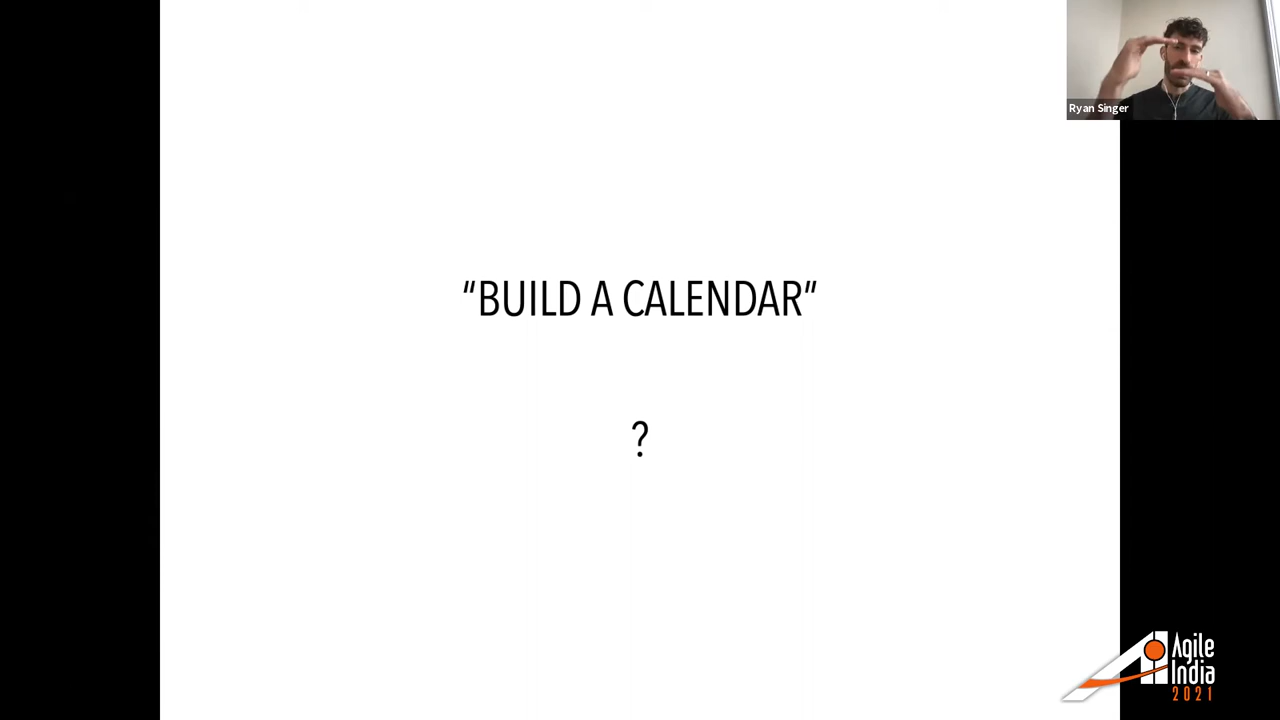 Ryan Singer
“BUILD A CALENDAR”
?
Agile
India
2021